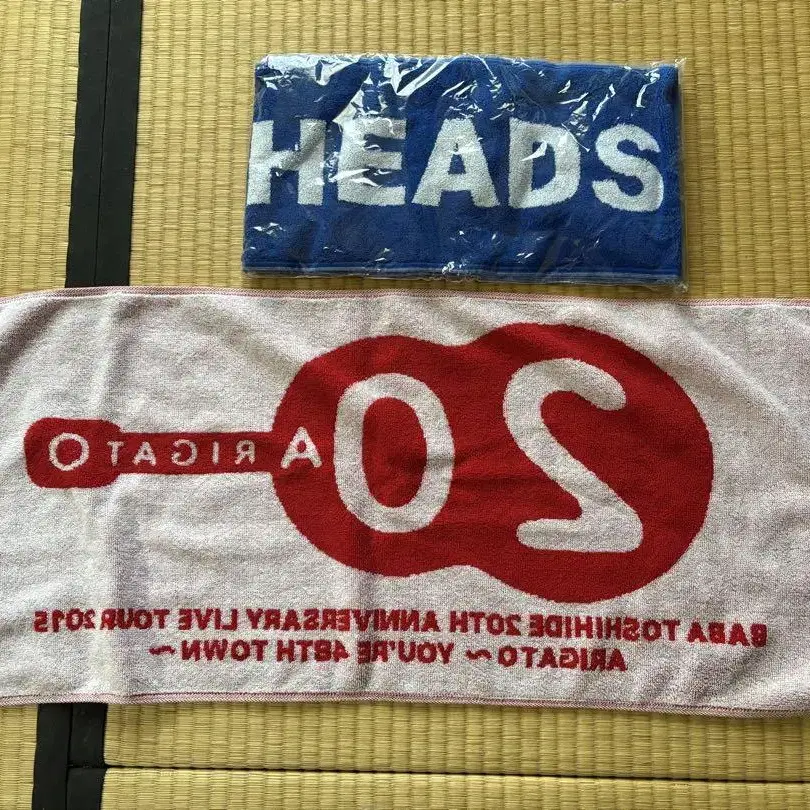 HEADS
20
ARIGATO
BABA TOSHIHIDE 20TH ANNIVERSARY LIVE TOUR 2015
ARIGATO ~ YOU'RE 48TH TOWN ~